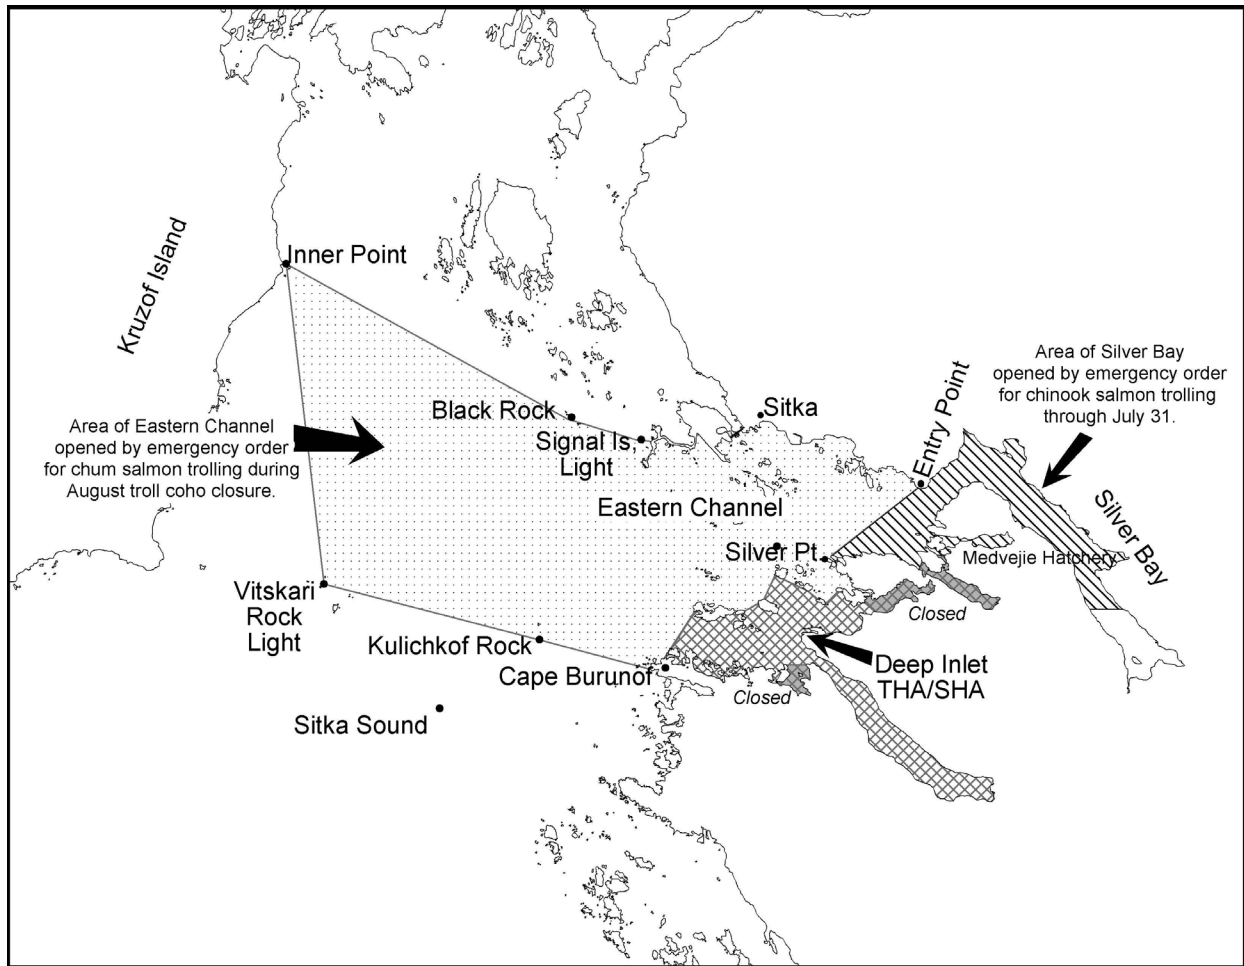 Inner Point
Kruzof Island
Area of Silver Bay
opened by emergency order
for chinook salmon trolling
through July 31.
Black Rock
Sitka
Entry Point
Area of Eastern Channel
opened by emergency order
for chum salmon trolling during
August troll coho closure.
Signal Is.
Light
Eastern Channel
Silver Bay
Silver Pt.
Medvejie Hatchery
Vitskari
Rock
Light
Closed
Kulichkof Rock
Deep Inlet
THA/SHA
Cape Burunof
Closed
Sitka Sound